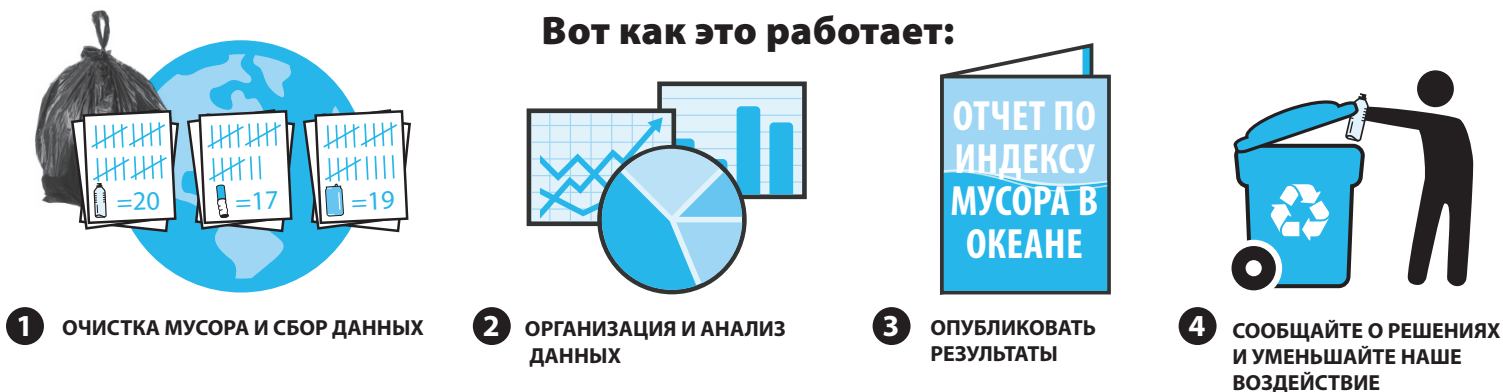 Вот как это работает:
=20
=17
=19
ОТЧЕТ ПО
ИНДЕКСУ
МУСОРА В
ОКЕАНЕ
1 ОЧИСТКА МУСОРА И СБОР ДАННЫХ
2 ОРГАНИЗАЦИЯ И АНАЛИЗ
ДАННЫХ
3 ОПУБЛИКОВАТЬ
РЕЗУЛЬТАТЫ
4 СООБЩАЙТЕ О РЕШЕНИЯХ
И УМЕНЬШАЙТЕ НАШЕ
ВОЗДЕЙСТВИЕ